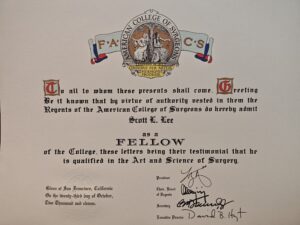 F·A C·S
AMERICAN COLLEGE OF SURGEONS
To all to whom these presents shall come Greeting
Be it known that by virtue of authority vested in them the
Regents of the American College of Surgeons do hereby admit
Scott L. Lee
as a
FELLOW
of the College, these letters being their testimonial that he
is qualified in the Art and Science of Surgery.
Given at San Francisco, California
On the twenty-third day of October,
Two Thousand and eleven.
President
Chair, Board of Regents
Secretary
Executive Director David B. Hoyt